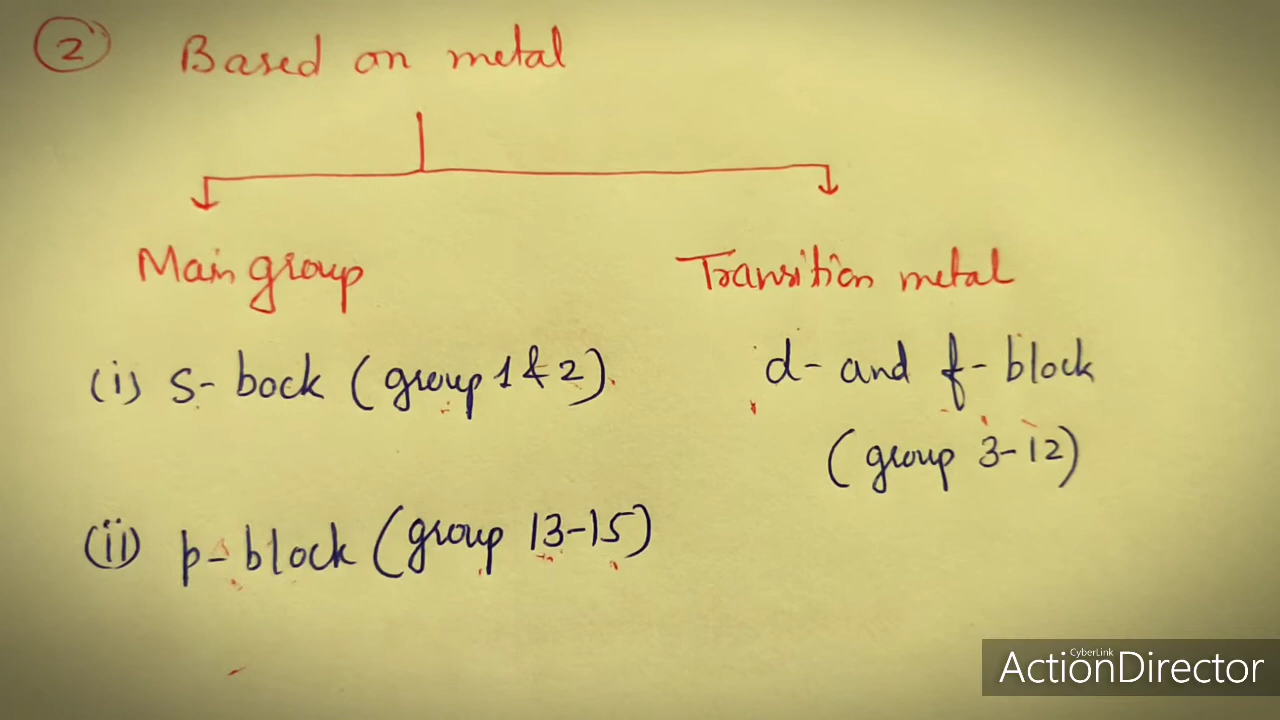 2 Based on metal
Main group
Transition metal
(i) s-bock (group 1 & 2).
d- and f-block
(group 3-12)
(ii) p-block (group 13-15)
CyberLink
ActionDirector